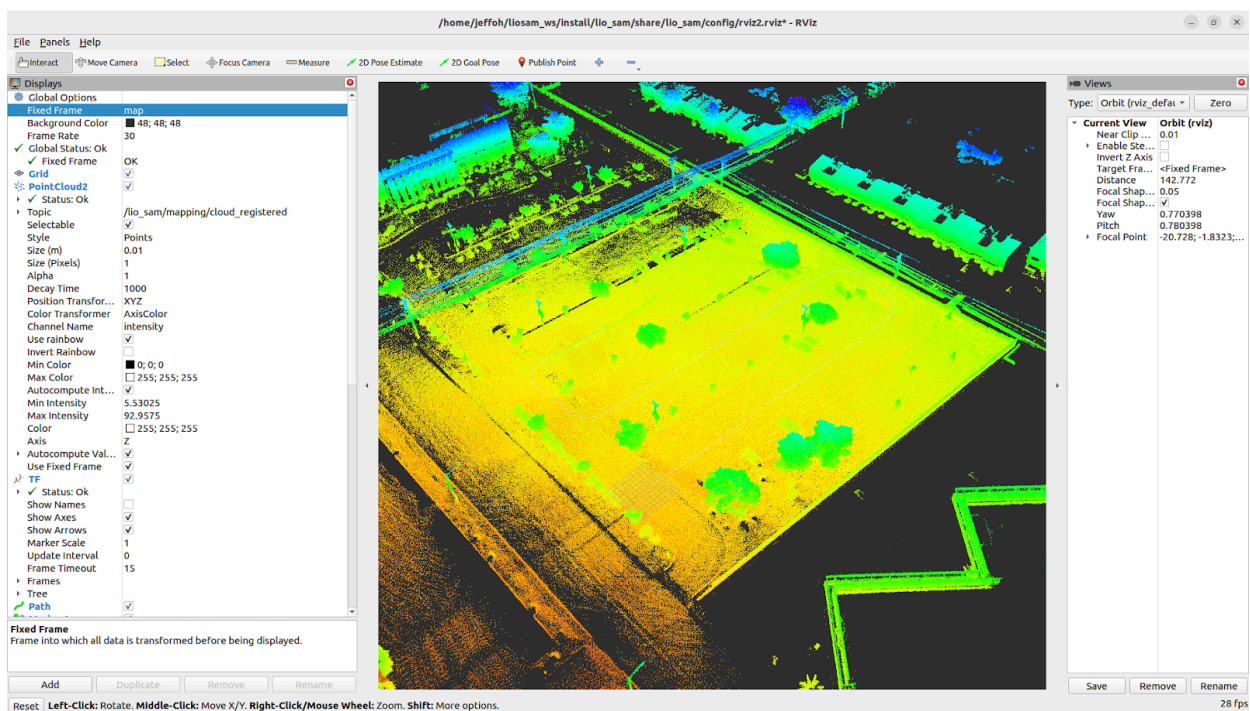 /home/jeffoh/liosam_ws/install/lio_sam/share/lio_sam/config/rviz2.rviz* - RViz
File Panels Help
Interact Move Camera Select Focus Camera Measure 2D Pose Estimate 2D Goal Pose Publish Point
Displays
Global Options
Fixed Frame map
Background Color 48; 48; 48
Frame Rate 30
Global Status: Ok
Fixed Frame OK
Grid
PointCloud2
Status: Ok
Topic /lio_sam/mapping/cloud_registered
Selectable
Style Points
Size (m) 0.01
Size (Pixels) 1
Alpha 1
Decay Time 1000
Position Transfor... XYZ
Color Transformer AxisColor
Channel Name intensity
Use rainbow
Invert Rainbow
Min Color 0; 0; 0
Max Color 255; 255; 255
Autocompute Int...
Min Intensity 5.53025
Max Intensity 92.9575
Color 255; 255; 255
Axis Z
Autocompute Val...
Use Fixed Frame
TF
Status: Ok
Show Names
Show Axes
Show Arrows
Marker Scale 1
Update Interval 0
Frame Timeout 15
Frames
Tree
Path
Fixed Frame
Frame into which all data is transformed before being displayed.
Add Duplicate Remove Rename
Reset Left-Click: Rotate. Middle-Click: Move X/Y. Right-Click/Mouse Wheel: Zoom. Shift: More options.
Views
Type: Orbit (rviz_defau Zero
Current View Orbit (rviz)
Near Clip ... 0.01
Enable Ste...
Invert Z Axis
Target Fra... <Fixed Frame>
Distance 142.772
Focal Shap... 0.05
Focal Shap...
Yaw 0.770398
Pitch 0.780398
Focal Point -20.728; -1.8323;...
Save Remove Rename
28 fps